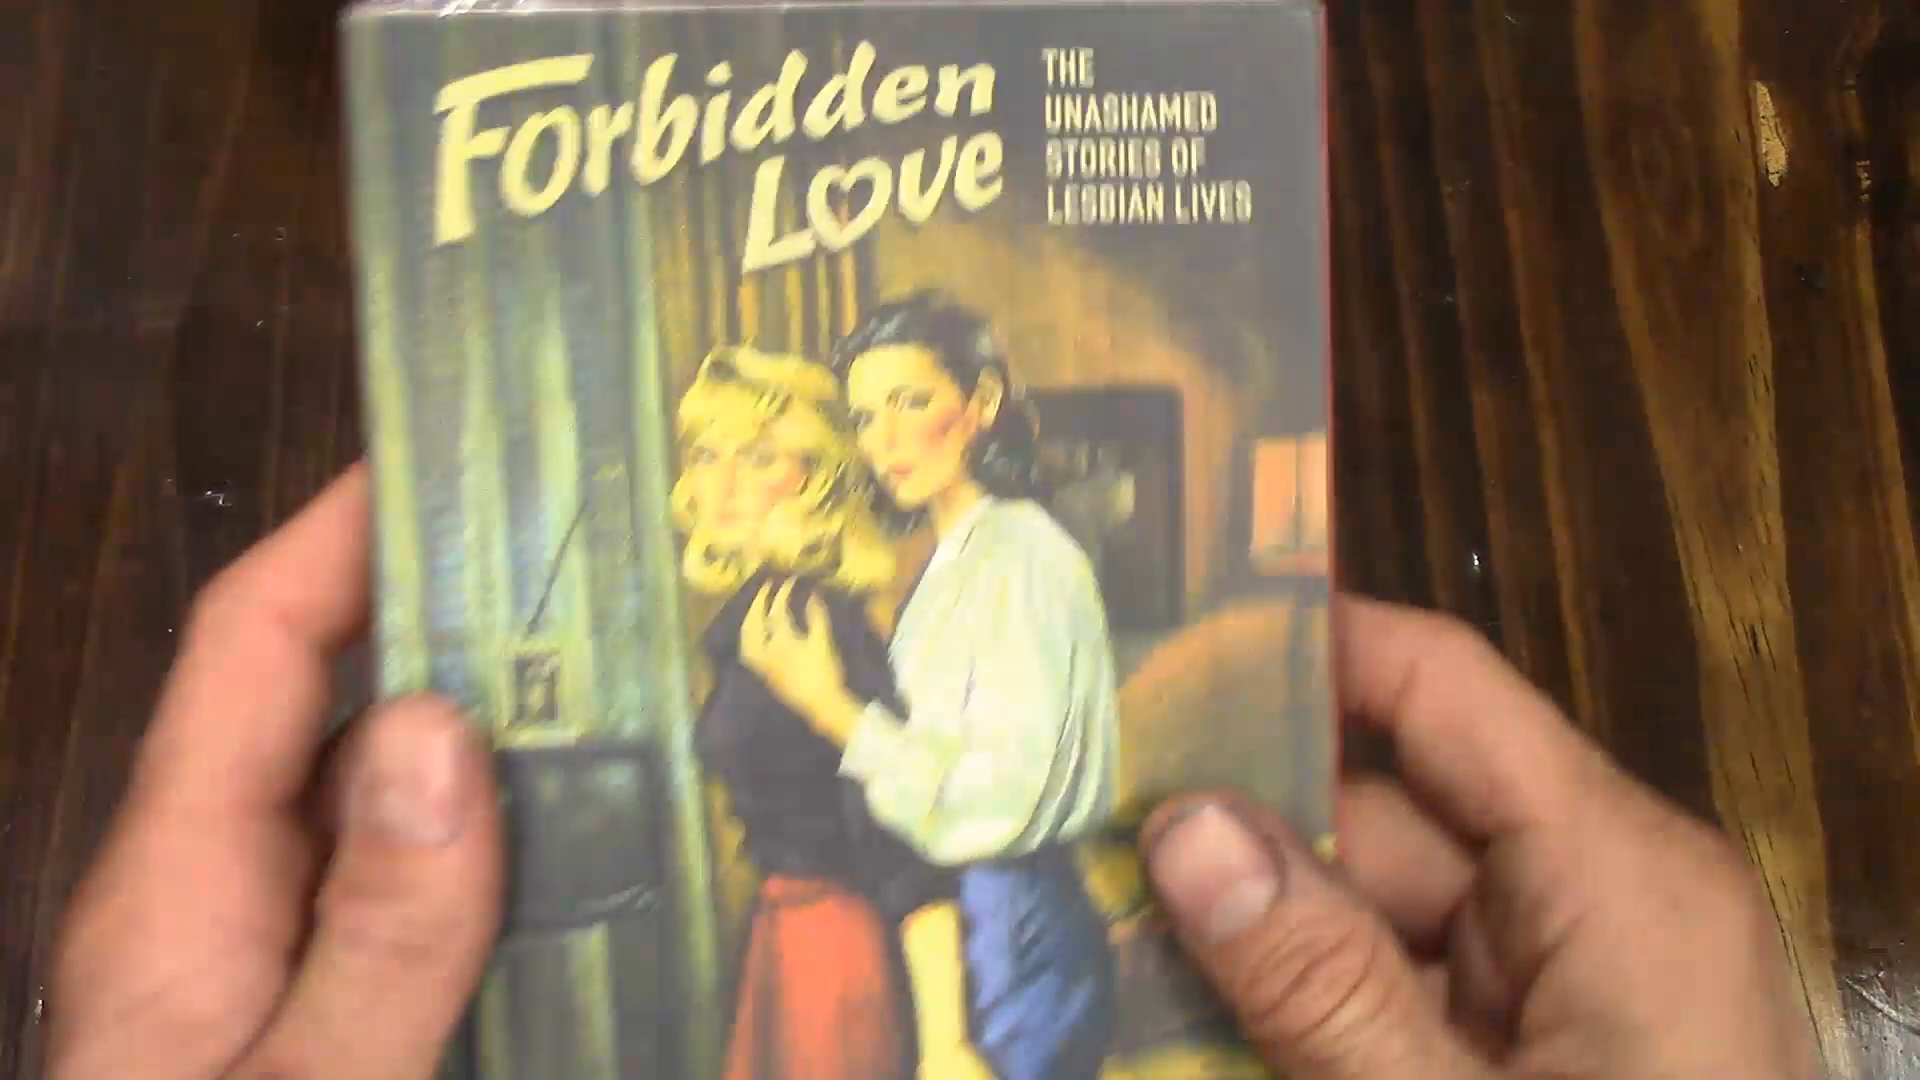 Forbidden
Love
THE
UNASHAMED
STORIES OF
LESBIAN LIVES